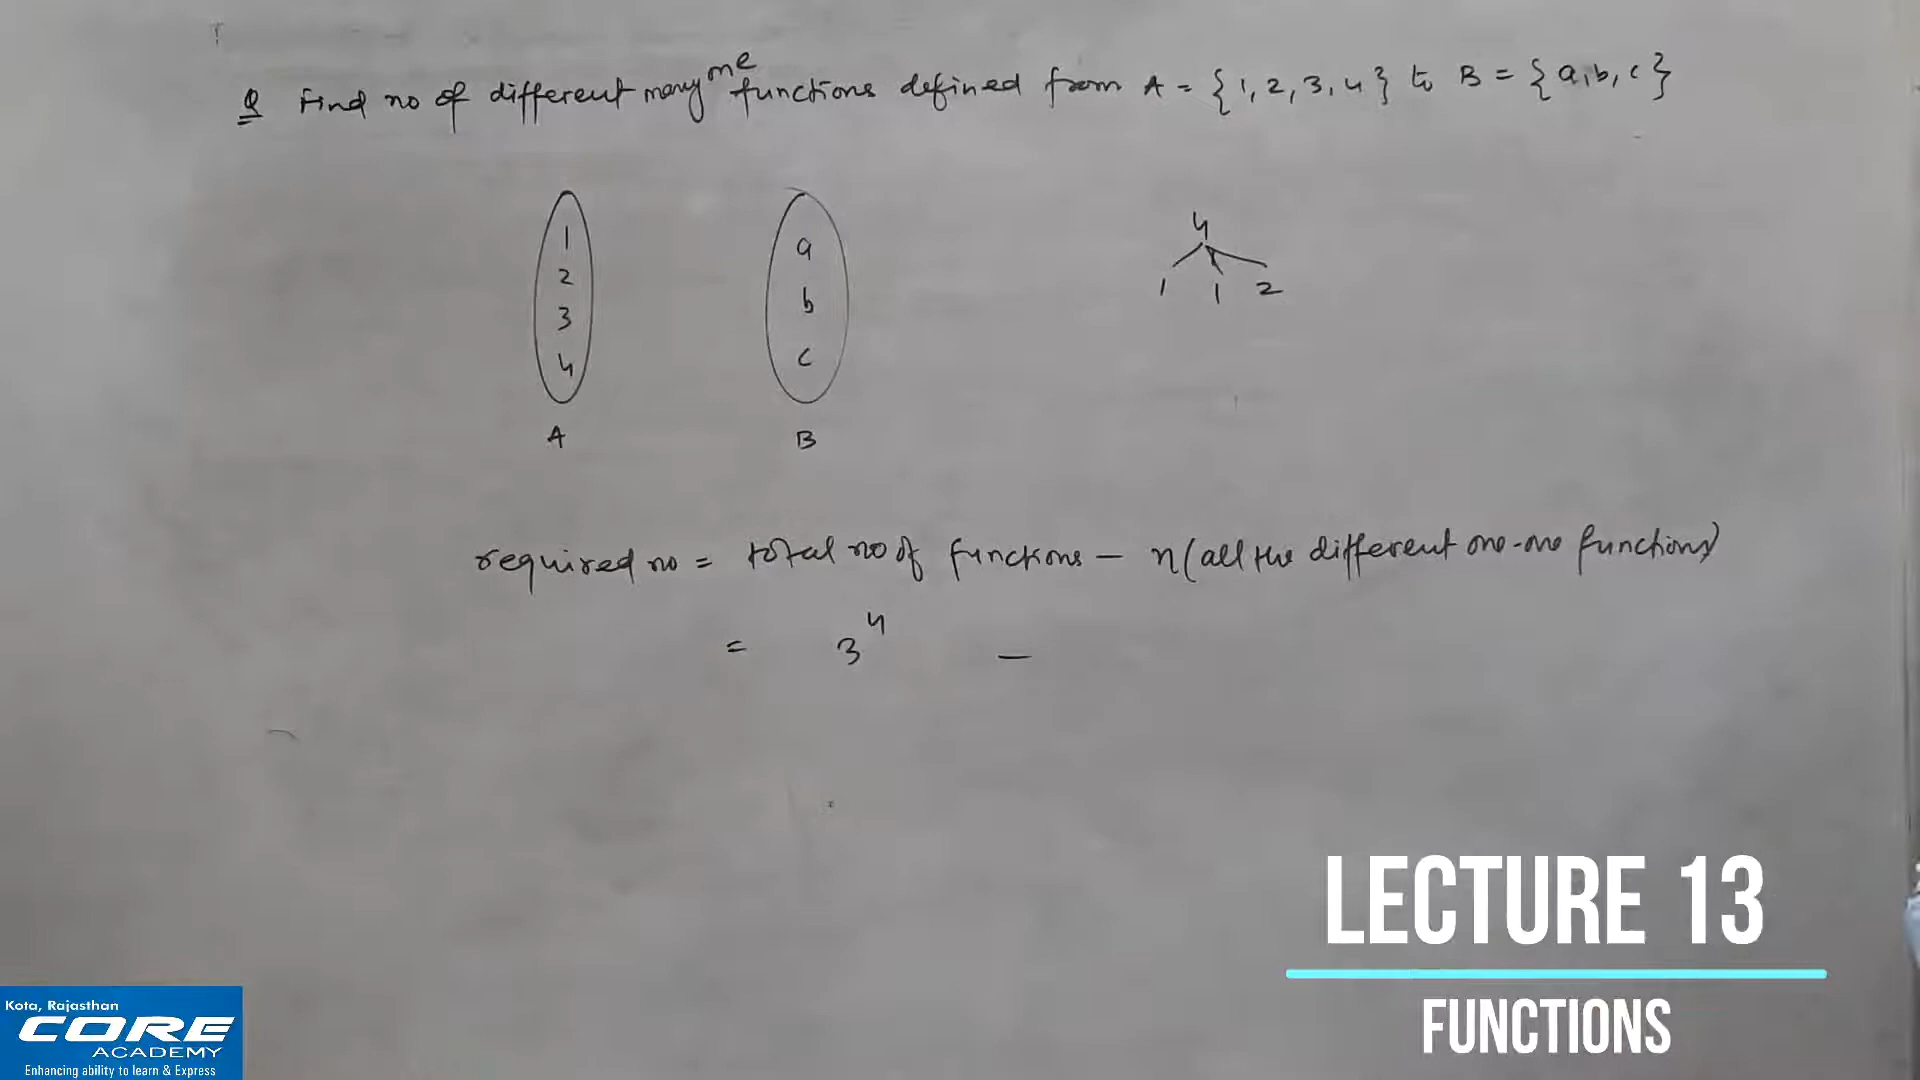 Q Find no of different many one functions defined from A = {1, 2, 3, 4} to B = {a, b, c}
1
2
3
4
A
a
b
c
B
4
1 1 2
required no = total no of functions - n(all the different one-one functions)
= 3^4 -
LECTURE 13
FUNCTIONS
Kota, Rajasthan
CORE
ACADEMY
Enhancing ability to learn & Express